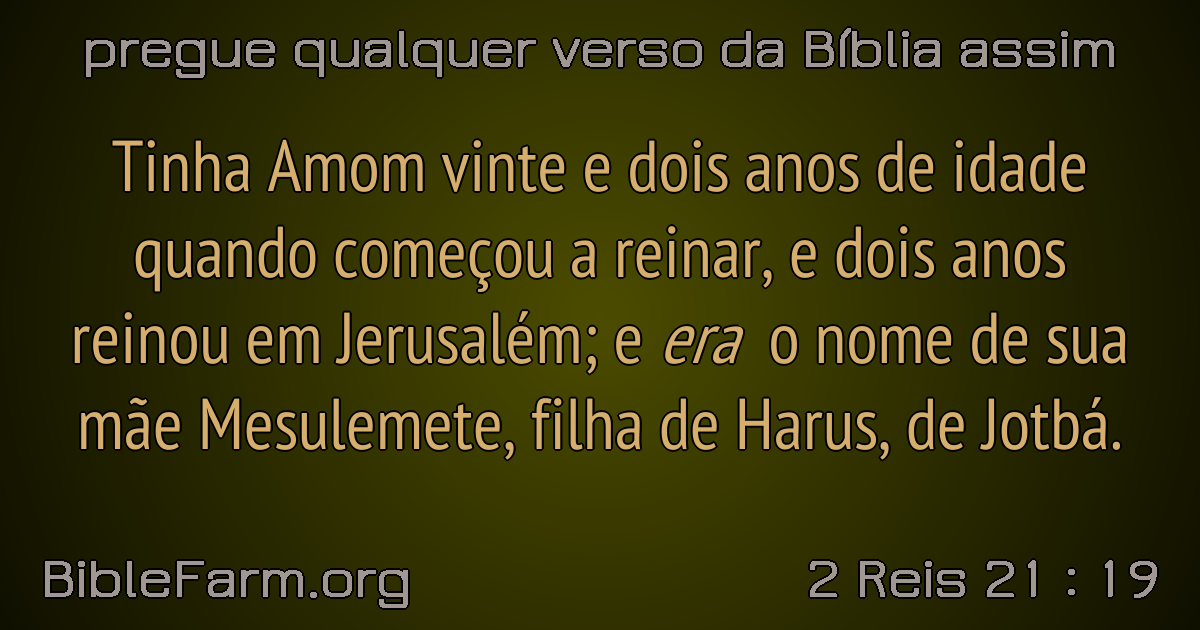 pregue qualquer verso da Bíblia assim
Tinha Amom vinte e dois anos de idade
quando começou a reinar, e dois anos
reinou em Jerusalém; e era o nome de sua
mãe Mesulemete, filha de Harus, de Jotbá.
BibleFarm.org
2 Reis 21 : 19